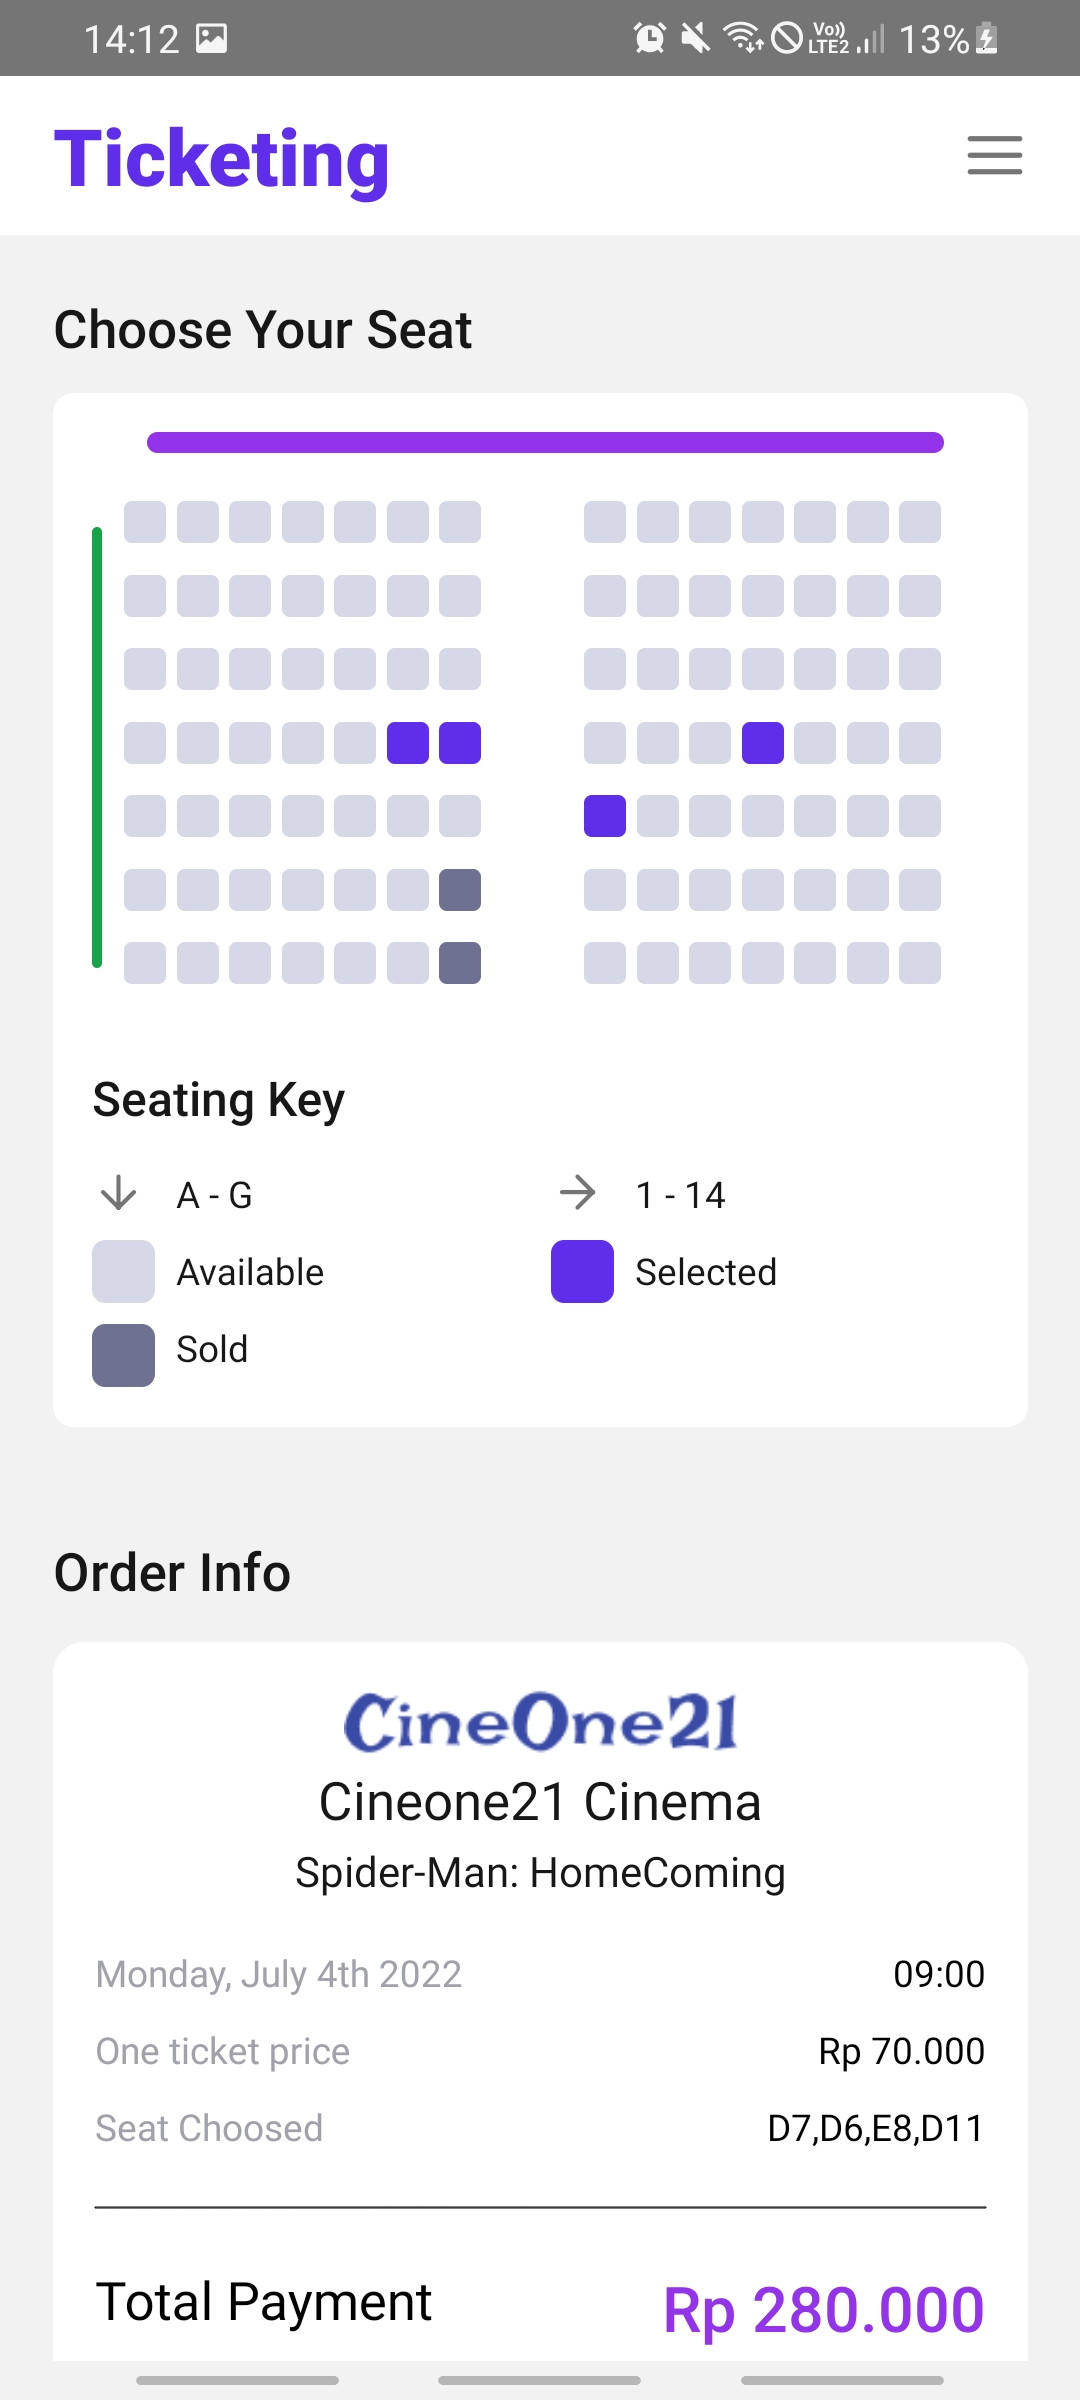 14:12
Vo))
LTE2
13%
Ticketing
Choose Your Seat
Seating Key
A - G
1 - 14
Available
Selected
Sold
Order Info
CineOne21
Cineone21 Cinema
Spider-Man: HomeComing
Monday, July 4th 2022 09:00
One ticket price Rp 70.000
Seat Choosed D7,D6,E8,D11
Total Payment Rp 280.000